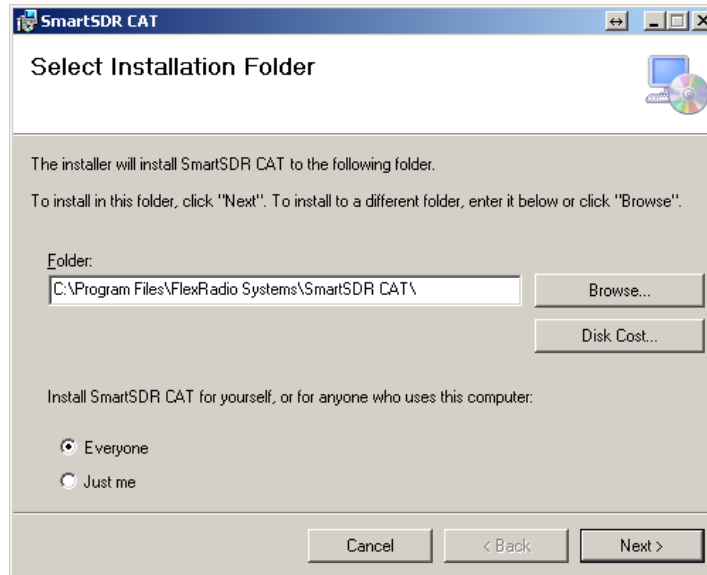 SmartSDR CAT
Select Installation Folder
The installer will install SmartSDR CAT to the following folder.
To install in this folder, click "Next". To install to a different folder, enter it below or click "Browse".
Folder:
C:\Program Files\FlexRadio Systems\SmartSDR CAT\
Browse...
Disk Cost...
Install SmartSDR CAT for yourself, or for anyone who uses this computer:
Everyone
Just me
Cancel
< Back
Next >